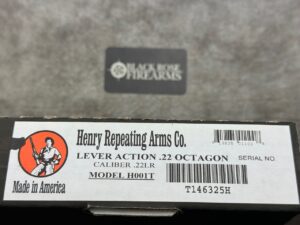 BLACK ROSE
FIREARMS
Henry Repeating Arms Co.
LEVER ACTION .22 OCTAGON
SERIAL NO.
CALIBER .22LR
MODEL H001T
T146325H
Made in America